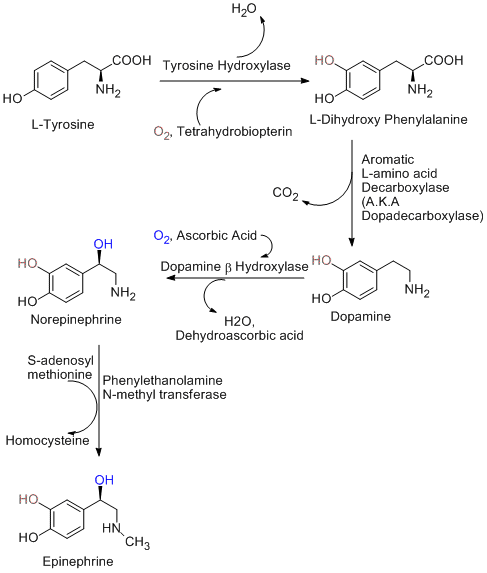 H2O
COOH
NH2
HO
L-Tyrosine
Tyrosine Hydroxylase
O2, Tetrahydrobiopterin
HO
HO
COOH
NH2
L-Dihydroxy Phenylalanine
Aromatic
L-amino acid
Decarboxylase
(A.K.A
Dopadecarboxylase)
CO2
HO
HO
NH2
Dopamine
O2, Ascorbic Acid
Dopamine β Hydroxylase
H2O,
Dehydroascorbic acid
OH
HO
HO
NH2
Norepinephrine
S-adenosyl
methionine
Phenylethanolamine
N-methyl transferase
Homocysteine
OH
HO
HO
HN
CH3
Epinephrine